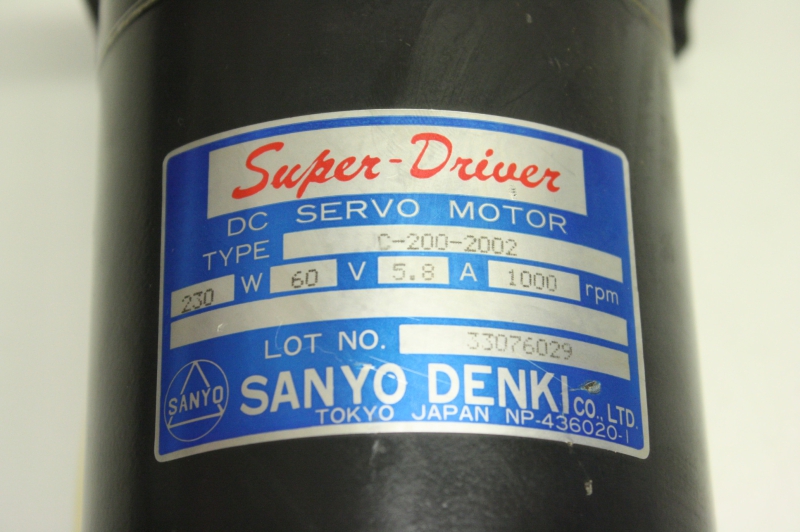 Super-Driver
DC SERVO MOTOR
TYPE C-200-2002
230 W 60 V 5.8 A 1000 rpm
LOT NO. 33076029
SANYO SANYO DENKI CO., LTD.
TOKYO JAPAN NP-436020-1